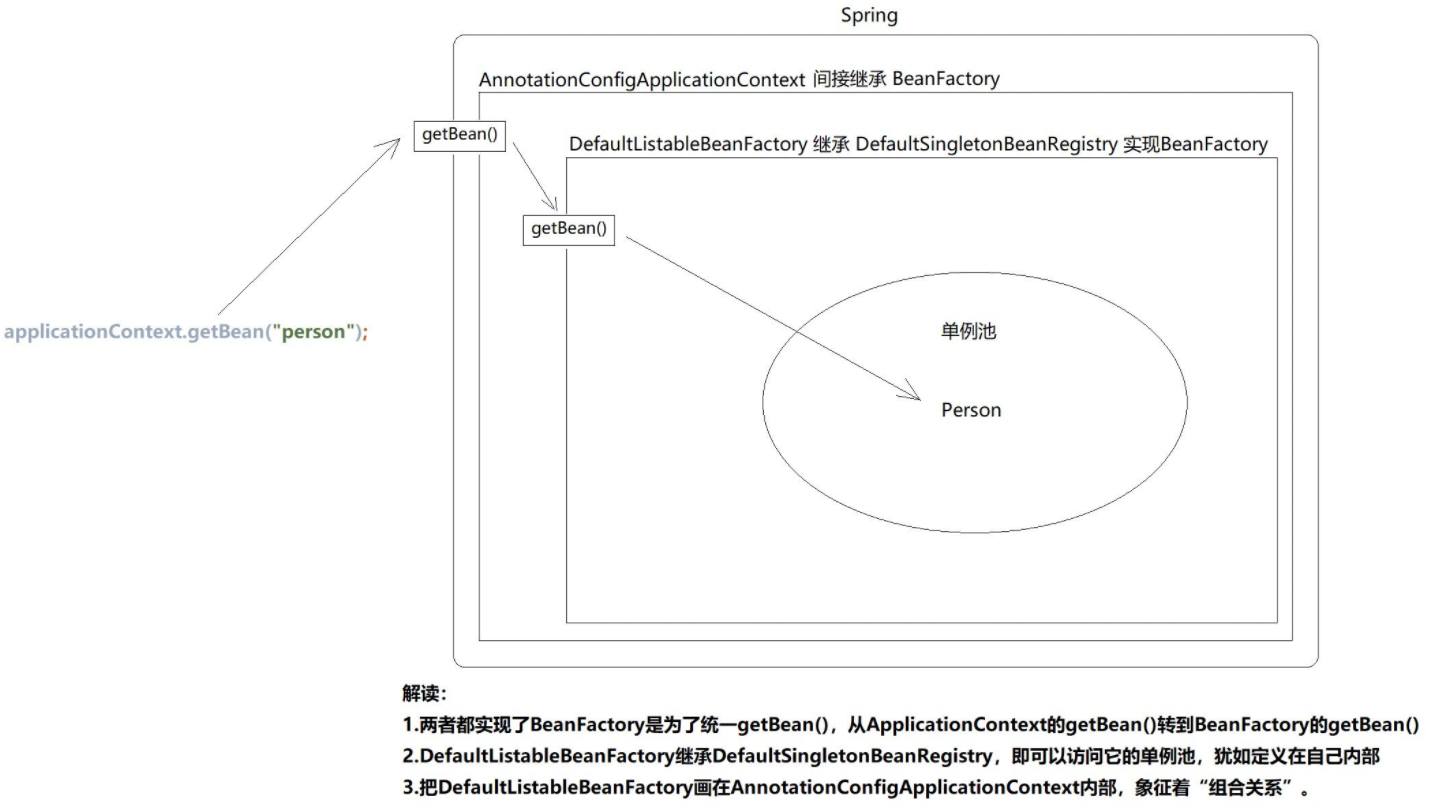 Spring
AnnotationConfigApplicationContext 间接继承 BeanFactory
getBean()
DefaultListableBeanFactory 继承 DefaultSingletonBeanRegistry 实现BeanFactory
getBean()
applicationContext.getBean("person");
单例池
Person
解读：
1.两者都实现了BeanFactory是为了统一getBean()，从ApplicationContext的getBean()转到BeanFactory的getBean()
2.DefaultListableBeanFactory继承DefaultSingletonBeanRegistry，即可以访问它的单例池，犹如定义在自己内部
3.把DefaultListableBeanFactory画在AnnotationConfigApplicationContext内部，象征着“组合关系”。